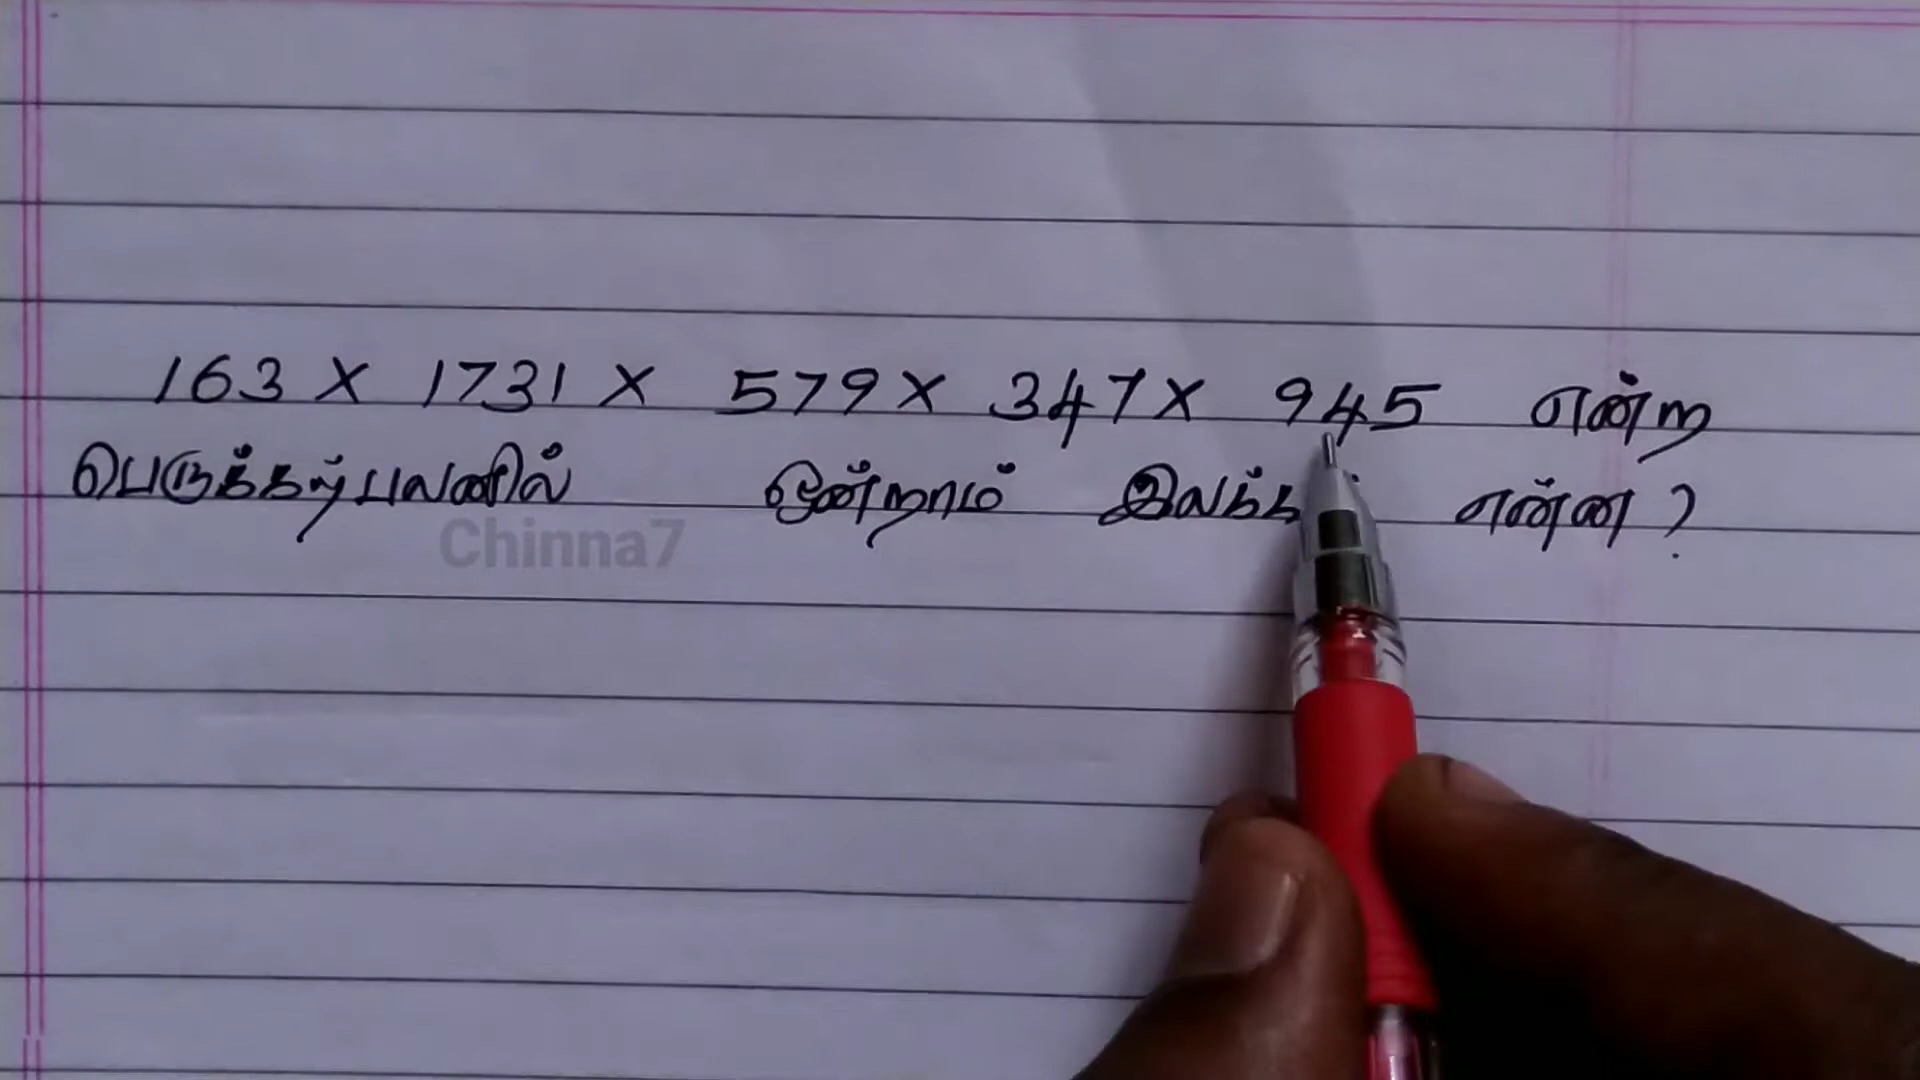 163 × 1731 × 579 × 347 × 945 என்ற
பெருக்கற்பலனில் ஒன்றாம் என்ன?
Chinna7